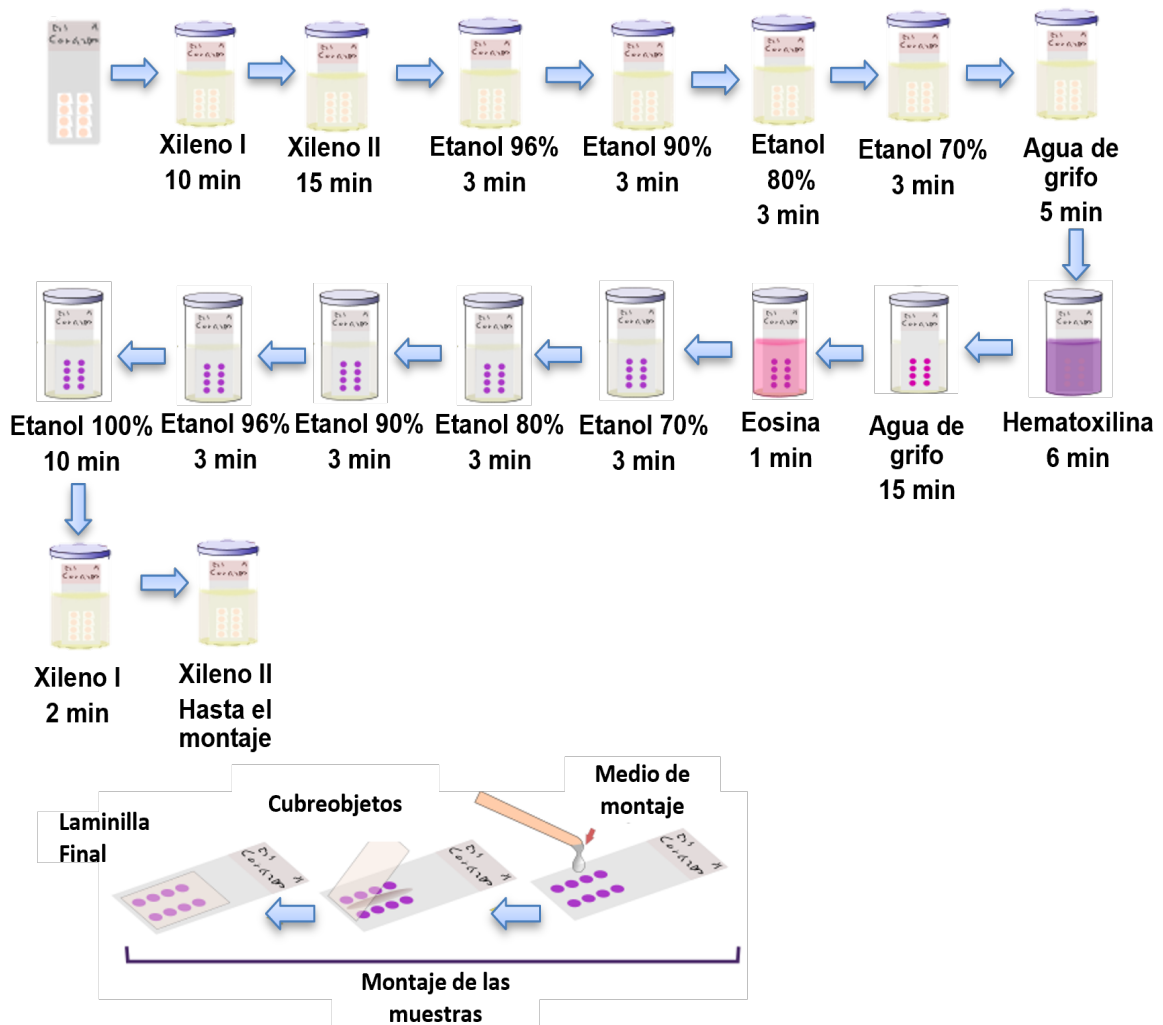 Corazon
Xileno I
10 min
Xileno II
15 min
Etanol 96%
3 min
Etanol 90%
3 min
Etanol
80%
3 min
Etanol 70%
3 min
Agua de
grifo
5 min
Etanol 100%
10 min
Etanol 96%
3 min
Etanol 90%
3 min
Etanol 80%
3 min
Etanol 70%
3 min
Eosina
1 min
Agua de
grifo
15 min
Hematoxilina
6 min
Xileno I
2 min
Xileno II
Hasta el
montaje
Laminilla
Final
Cubreobjetos
Medio de
montaje
Montaje de las
muestras